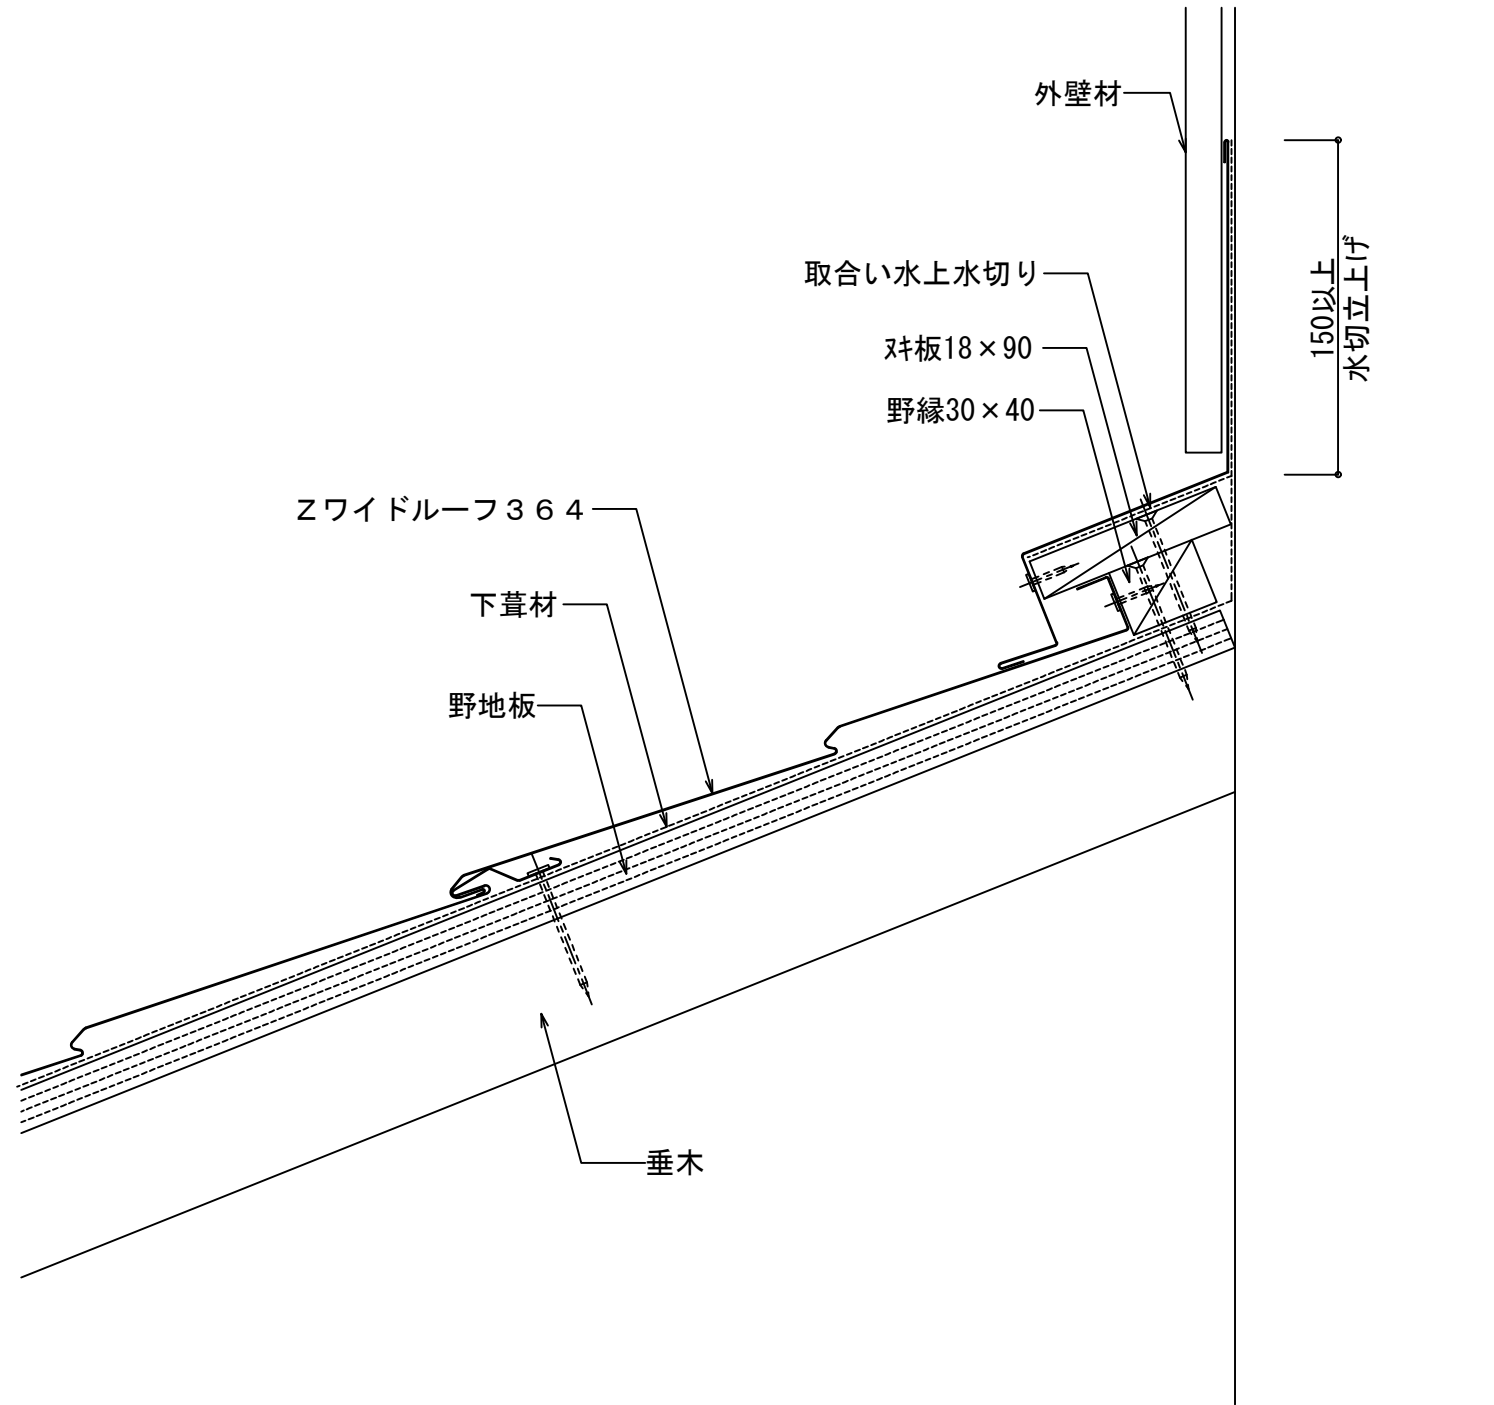 外壁材
取合い水上水切り
ﾇｷ板18×90
野縁30×40
Ｚワイドルーフ３６４
下葺材
野地板
垂木
150以上
水切立上げ